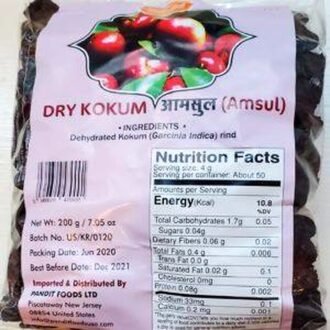 DRY KOKUM आमसुल (Amsul)
• INGREDIENTS •
Dehydrated Kokum (Garcinia Indica) rind
Nutrition Facts
Serving size: 4 g
Serving per container: About 50
Amounts per Serving
Energy(Kcal) 10.8
%DV
Total Carbohydrates 1.7g 0.05
Sugars 0.04g
Dietary Fibers 0.06 g 0.02
Total Fats 0.4 g 0.006
Trans Fat 0.0 g
Saturated Fat 0.02 g 0.1
Cholesterol 0mg 0
Protein 0.08g 0.002
Sodium 33mg 0.1
Calcium 0.2 mg 0.001
Net Wt: 200 g / 7.05 oz
Batch No. US/KR/0120
Packing Date: Jun 2020
Best Before Date: Dec 2021
Imported & Distributed By
PANDIT FOODS LTD
Piscataway New Jersey
08854 United States